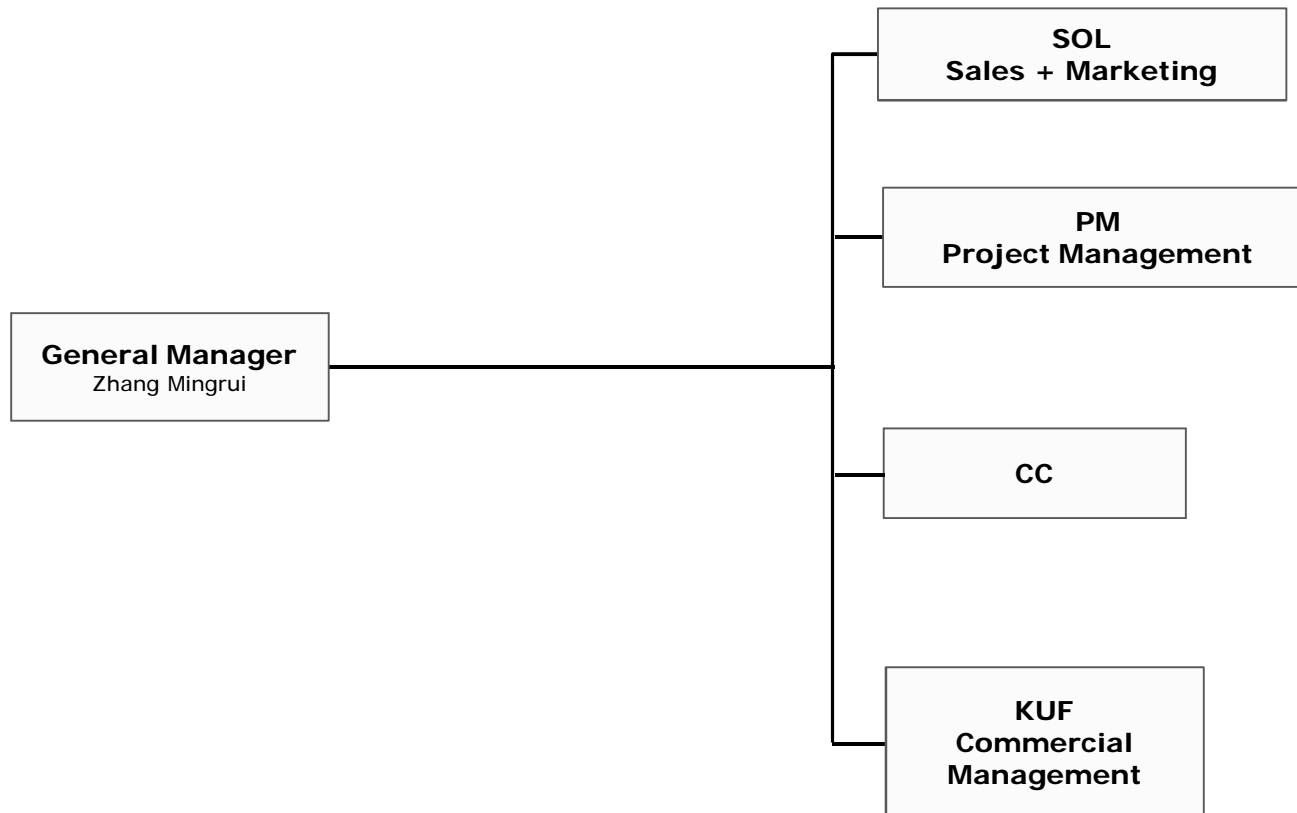 SOL
Sales + Marketing
PM
Project Management
General Manager
Zhang Mingrui
CC
KUF
Commercial
Management